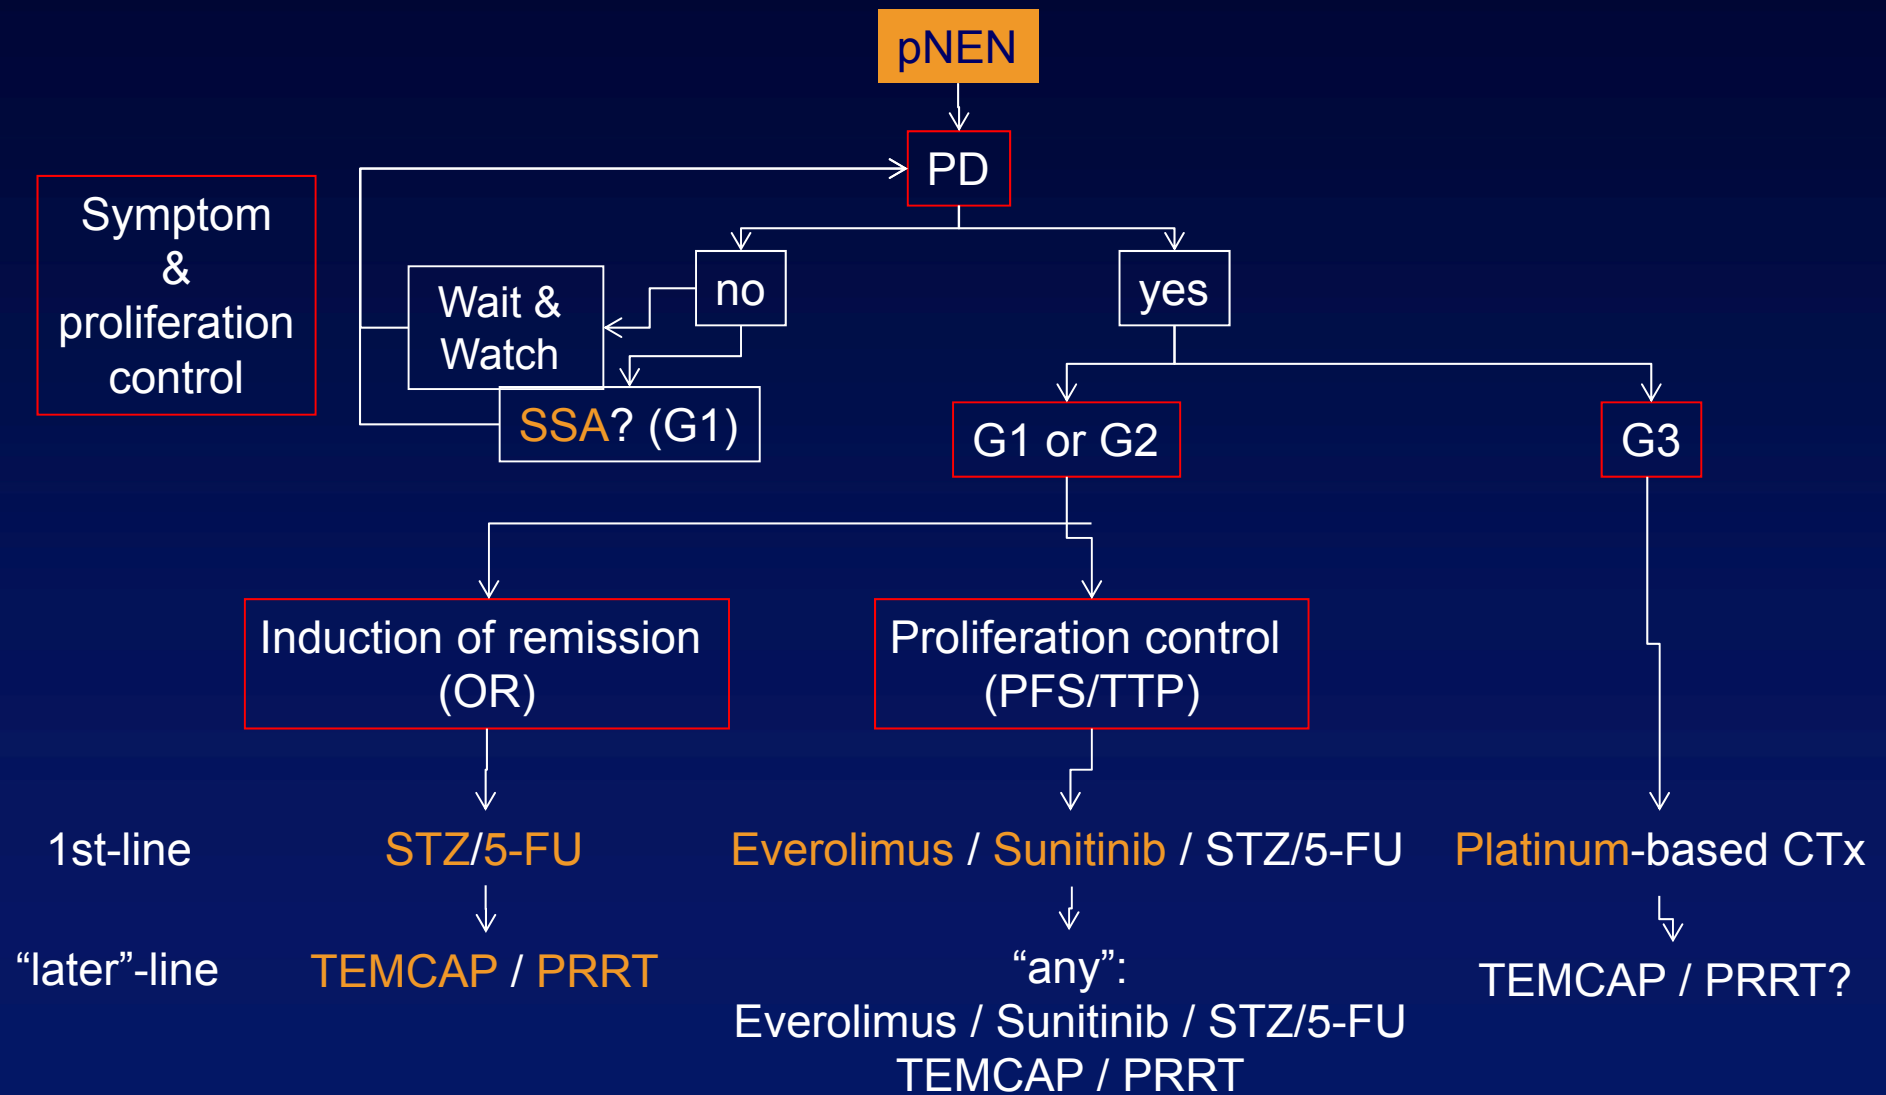 pNEN
PD
Symptom
&
proliferation
control
no
yes
Wait &
Watch
SSA? (G1)
G1 or G2
G3
Induction of remission
(OR)
Proliferation control
(PFS/TTP)
1st-line
STZ/5-FU
Everolimus / Sunitinib / STZ/5-FU
Platinum-based CTx
“later”-line
TEMCAP / PRRT
“any”:
Everolimus / Sunitinib / STZ/5-FU
TEMCAP / PRRT
TEMCAP / PRRT?